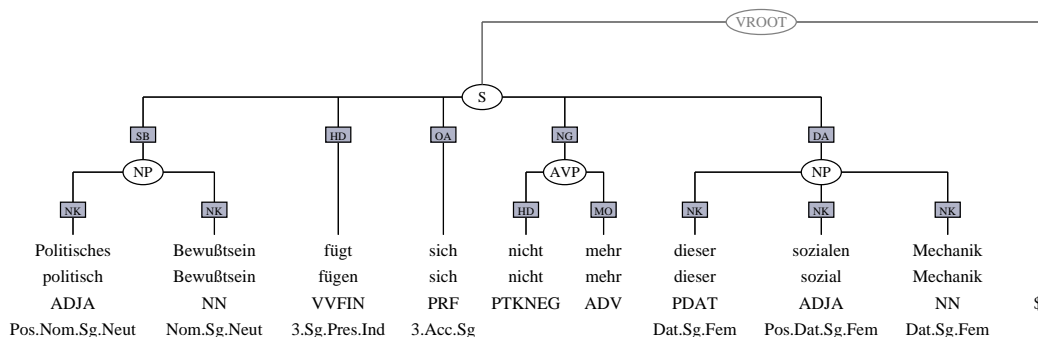 VROOT
S
SB HD OA NG DA
NP AVP NP
NK NK HD MO NK NK NK
Politisches Bewußtsein fügt sich nicht mehr dieser sozialen Mechanik
politisch Bewußtsein fügen sich nicht mehr dieser sozial Mechanik
ADJA NN VVFIN PRF PTKNEG ADV PDAT ADJA NN $
Pos.Nom.Sg.Neut Nom.Sg.Neut 3.Sg.Pres.Ind 3.Acc.Sg Dat.Sg.Fem Pos.Dat.Sg.Fem Dat.Sg.Fem